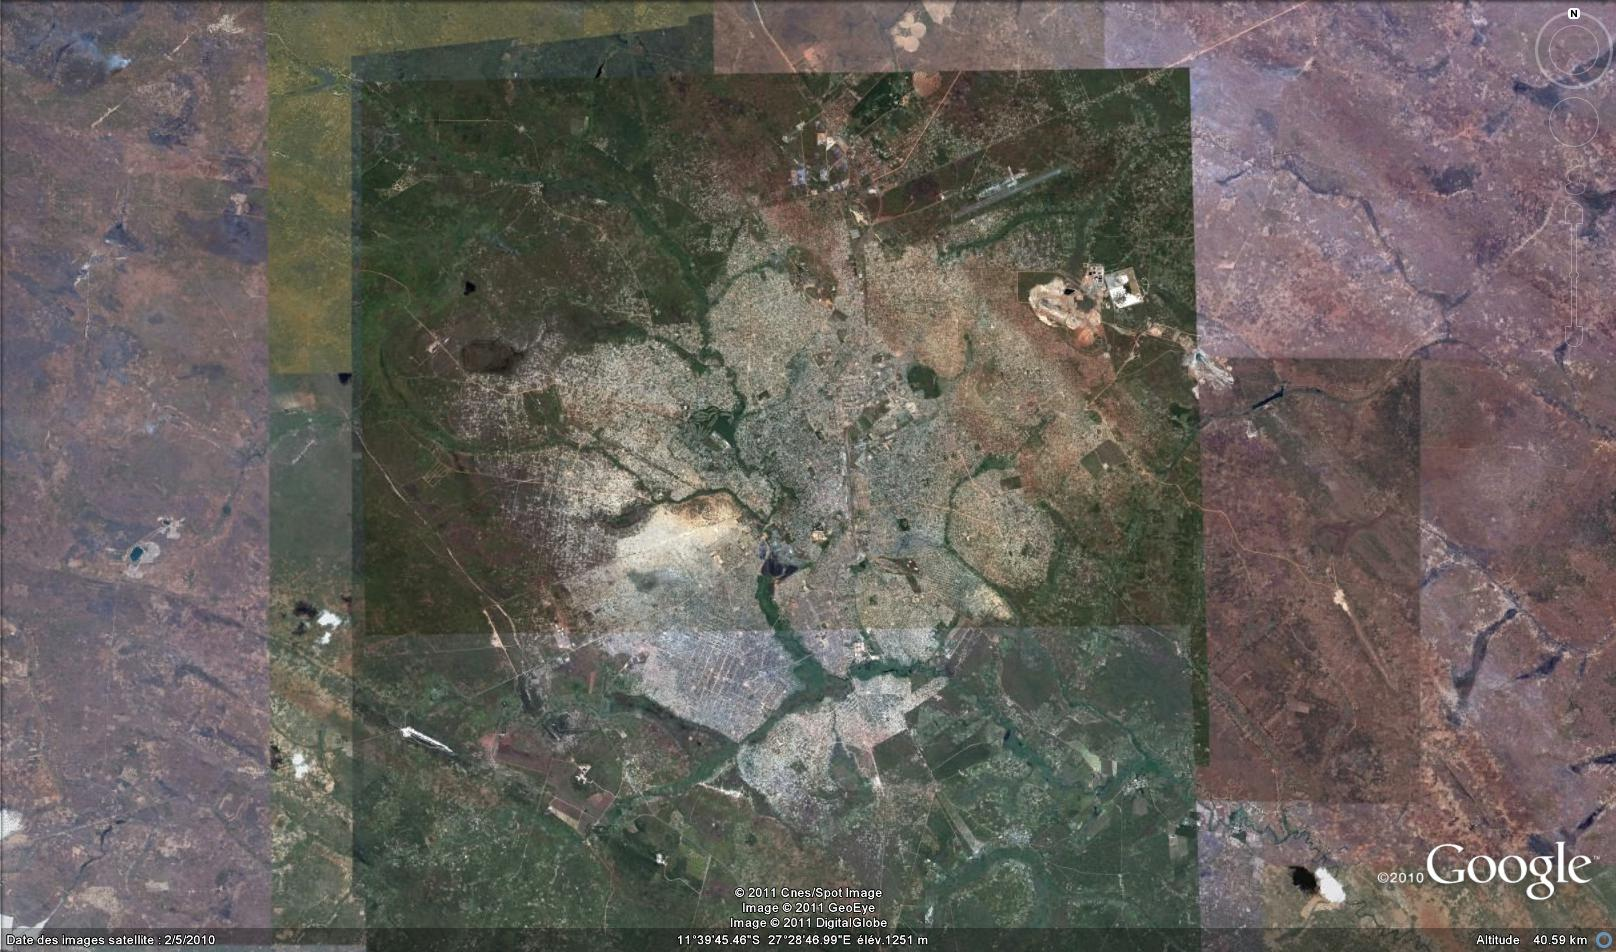 N
©2010 Google
© 2011 Cnes/Spot Image
Image © 2011 GeoEye
Image © 2011 DigitalGlobe
Date des images satellite : 2/5/2010 11°39'45.46"S 27°28'46.99"E élév.1251 m Altitude 40.59 km